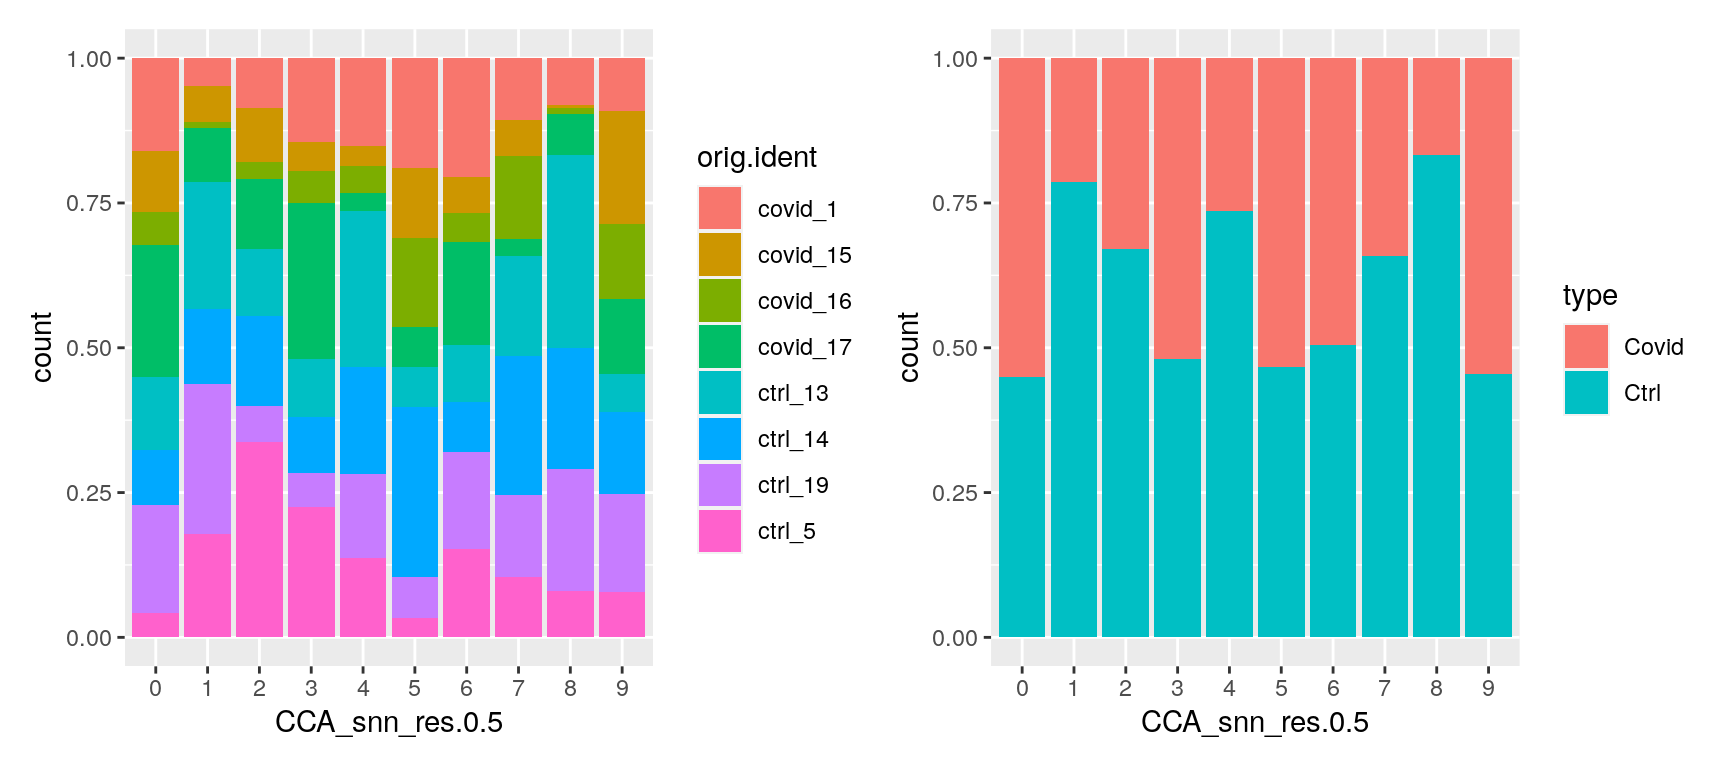 1.00
0.75
0.50
0.25
0.00
count
0 1 2 3 4 5 6 7 8 9
CCA_snn_res.0.5
orig.ident
covid_1
covid_15
covid_16
covid_17
ctrl_13
ctrl_14
ctrl_19
ctrl_5
1.00
0.75
0.50
0.25
0.00
count
0 1 2 3 4 5 6 7 8 9
CCA_snn_res.0.5
type
Covid
Ctrl